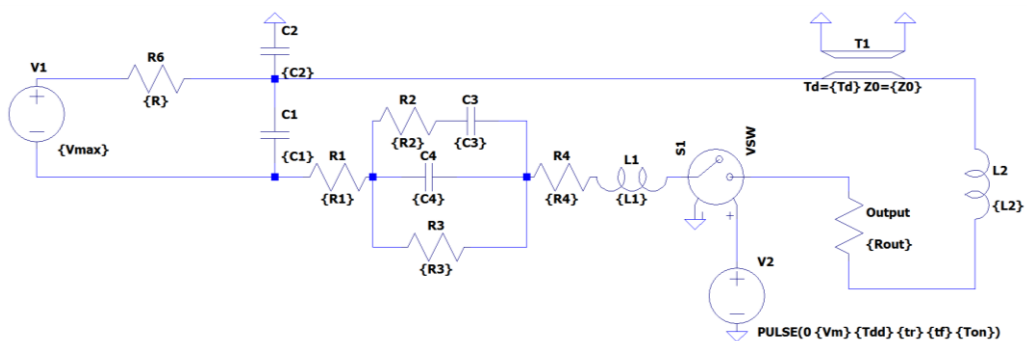 C2
{C2}
T1
Td={Td} Z0={Z0}
V1
R6
{R}
{Vmax}
C1
{C1}
R1
{R1}
R2
{R2}
C3
{C3}
C4
{C4}
R3
{R3}
R4
{R4}
L1
{L1}
S1
VSW
L2
{L2}
Output
{Rout}
V2
PULSE(0 {Vm} {Tdd} {tr} {tf} {Ton})